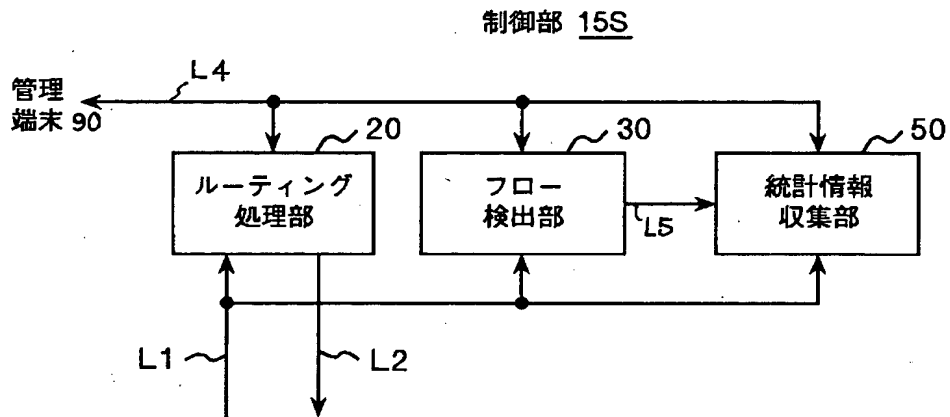 制御部 15S
L4
管理
端末 90
20
30
50
ルーティング
処理部
フロー
検出部
統計情報
収集部
L5
L1
L2